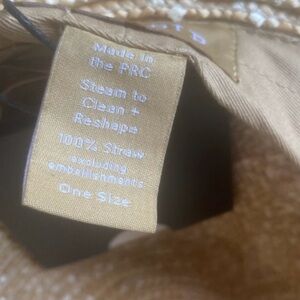 Made in
the PRC
Steam to
Clean +
Reshape
100% Straw
excluding
embellishments
One Size